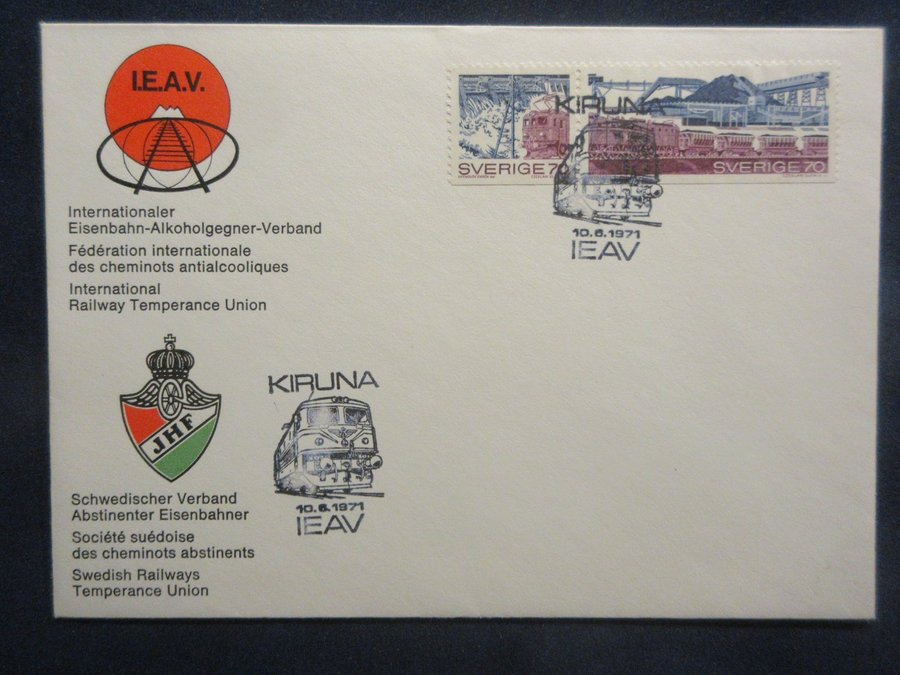 I.E.A.V.
Internationaler
Eisenbahn-Alkoholgegner-Verband
Fédération internationale
des cheminots antialcooliques
International
Railway Temperance Union
JHF
Schwedischer Verband
Abstinenter Eisenbahner
Société suédoise
des cheminots abstinents
Swedish Railways
Temperance Union
KIRUNA
10.6.1971
IEAV
SVERIGE 70
SVERIGE 70
KIRUNA
10.6.1971
IEAV